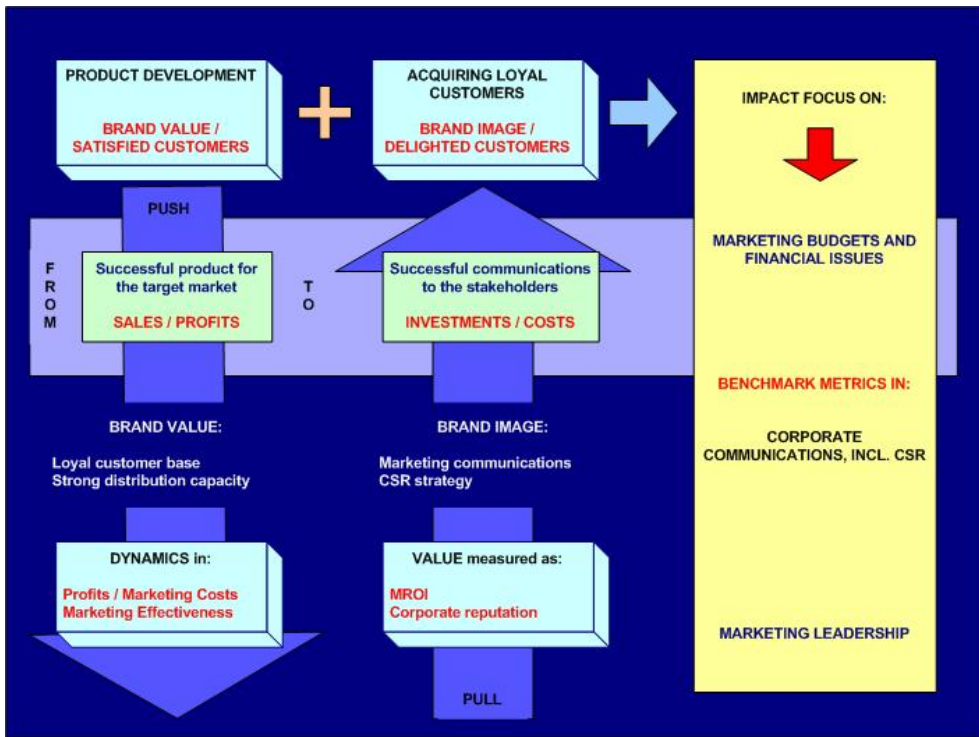 PRODUCT DEVELOPMENT
BRAND VALUE /
SATISFIED CUSTOMERS
ACQUIRING LOYAL
CUSTOMERS
BRAND IMAGE /
DELIGHTED CUSTOMERS
IMPACT FOCUS ON:
PUSH
FROM
Successful product for
the target market
SALES / PROFITS
TO
Successful communications
to the stakeholders
INVESTMENTS / COSTS
MARKETING BUDGETS AND
FINANCIAL ISSUES
BENCHMARK METRICS IN:
CORPORATE
COMMUNICATIONS, INCL. CSR
BRAND VALUE:
Loyal customer base
Strong distribution capacity
BRAND IMAGE:
Marketing communications
CSR strategy
DYNAMICS in:
Profits / Marketing Costs
Marketing Effectiveness
VALUE measured as:
MROI
Corporate reputation
MARKETING LEADERSHIP
PULL